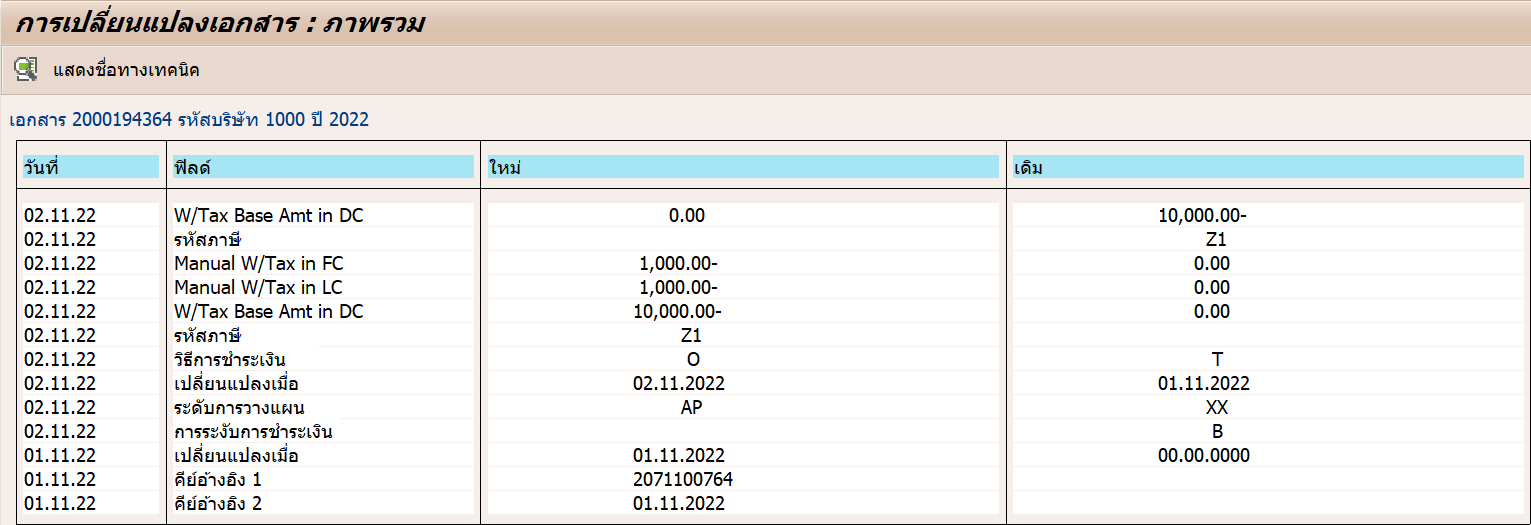 การเปลี่ยนแปลงเอกสาร : ภาพรวม
แสดงชื่อทางเทคนิค
เอกสาร 2000194364 รหัสบริษัท 1000 ปี 2022
วันที่ ฟิลด์ ใหม่ เดิม
02.11.22 W/Tax Base Amt in DC 0.00 10,000.00-
02.11.22 รหัสภาษี Z1
02.11.22 Manual W/Tax in FC 1,000.00- 0.00
02.11.22 Manual W/Tax in LC 1,000.00- 0.00
02.11.22 W/Tax Base Amt in DC 10,000.00- 0.00
02.11.22 รหัสภาษี Z1
02.11.22 วิธีการชำระเงิน O T
02.11.22 เปลี่ยนแปลงเมื่อ 02.11.2022 01.11.2022
02.11.22 ระดับการวางแผน AP XX
02.11.22 การระงับการชำระเงิน B
01.11.22 เปลี่ยนแปลงเมื่อ 01.11.2022 00.00.0000
01.11.22 คีย์อ้างอิง 1 2071100764
01.11.22 คีย์อ้างอิง 2 01.11.2022